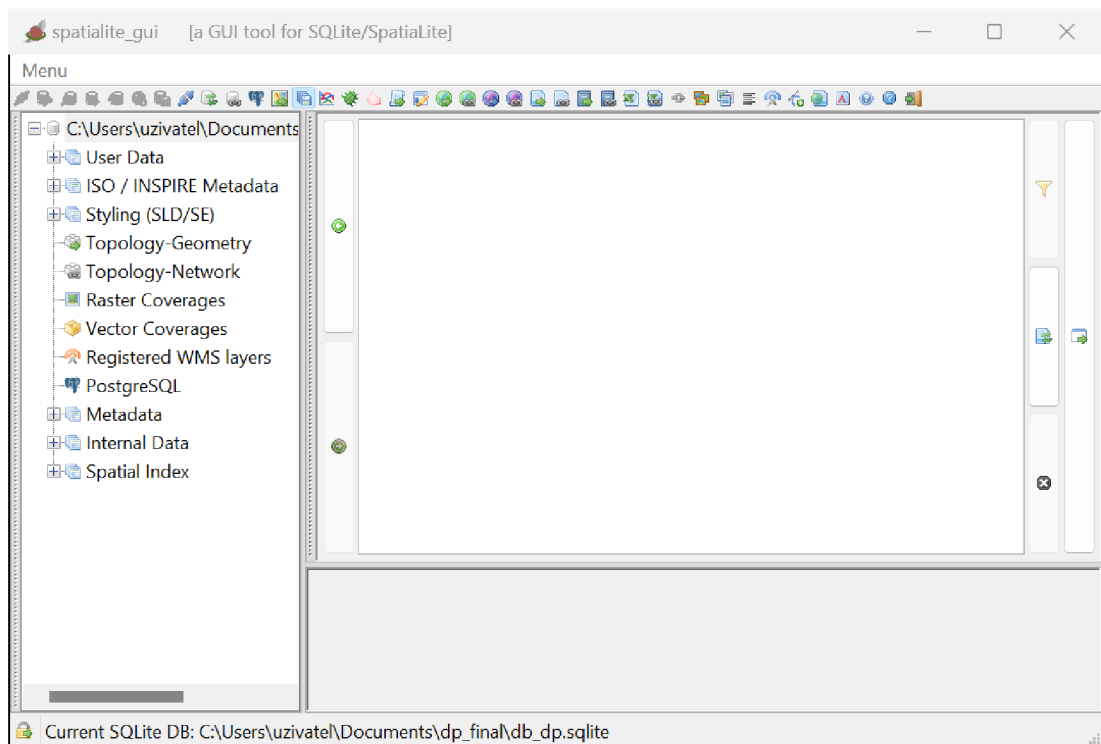 spatialite_gui [a GUI tool for SQLite/SpatiaLite]
Menu
C:\Users\uzivatel\Documents
User Data
ISO / INSPIRE Metadata
Styling (SLD/SE)
Topology-Geometry
Topology-Network
Raster Coverages
Vector Coverages
Registered WMS layers
PostgreSQL
Metadata
Internal Data
Spatial Index
Current SQLite DB: C:\Users\uzivatel\Documents\dp_final\db_dp.sqlite